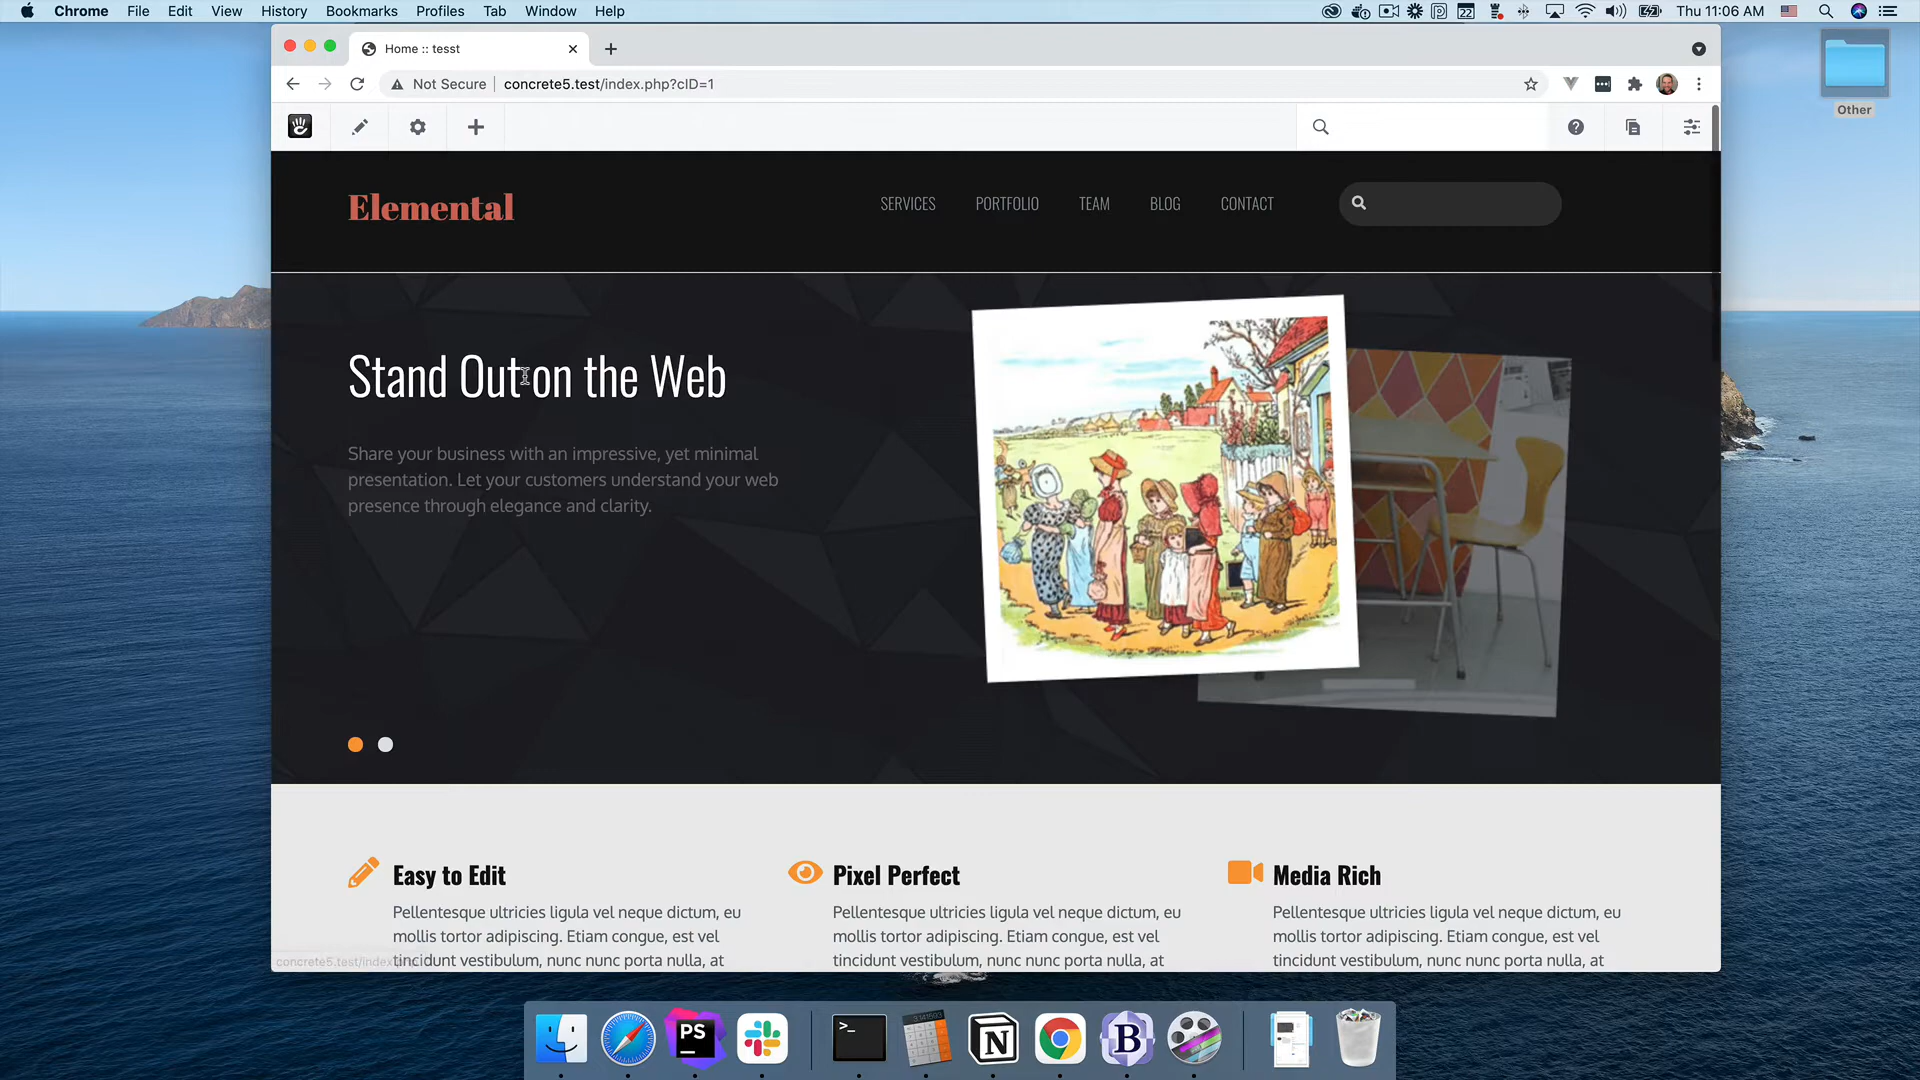 Chrome File Edit View History Bookmarks Profiles Tab Window Help
22
Thu 11:06 AM
Home :: tesst
Not Secure
concrete5.test/index.php?cID=1
Other
Elemental
SERVICES PORTFOLIO TEAM BLOG CONTACT
Stand Out on the Web
Share your business with an impressive, yet minimal
presentation. Let your customers understand your web
presence through elegance and clarity.
Easy to Edit
Pellentesque ultricies ligula vel neque dictum, eu
mollis tortor adipiscing. Etiam congue, est vel
tincidunt vestibulum, nunc nunc porta nulla, at
Pixel Perfect
Pellentesque ultricies ligula vel neque dictum, eu
mollis tortor adipiscing. Etiam congue, est vel
tincidunt vestibulum, nunc nunc porta nulla, at
Media Rich
Pellentesque ultricies ligula vel neque dictum, eu
mollis tortor adipiscing. Etiam congue, est vel
tincidunt vestibulum, nunc nunc porta nulla, at
PS
>_
N
B